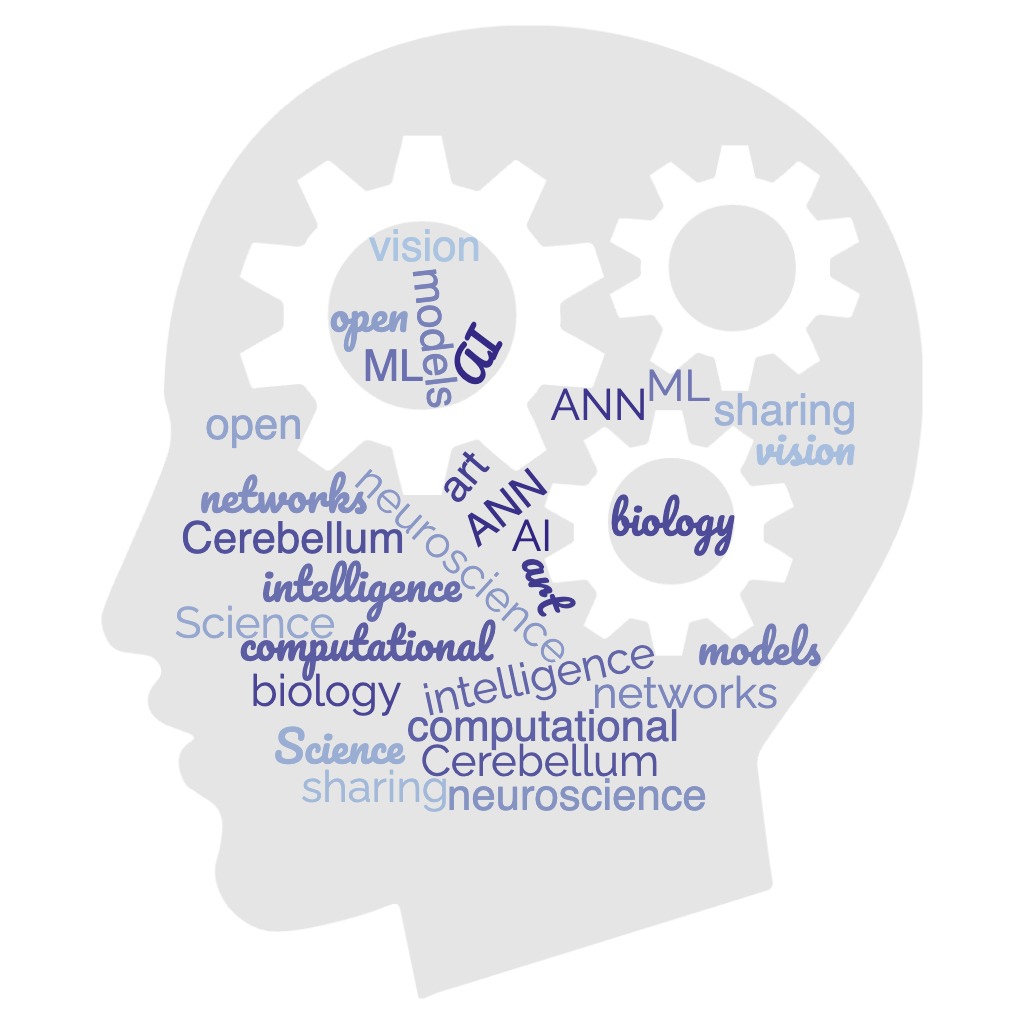 vision
models
open
ML
AI
ANN
ML
sharing
open
vision
art
networks
neuroscience
ANN
biology
Cerebellum
AI
intelligence
art
Science
computational
models
biology
intelligence
networks
computational
Science
Cerebellum
sharing
neuroscience